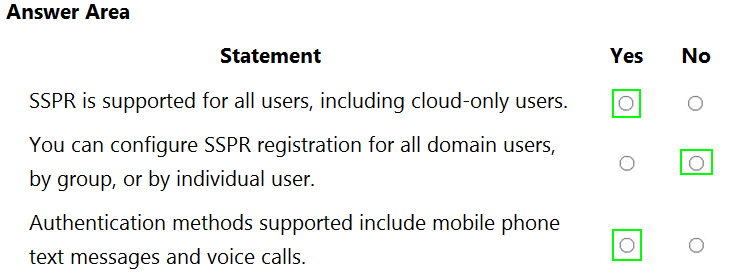 Answer Area
Statement Yes No
SSPR is supported for all users, including cloud-only users.
You can configure SSPR registration for all domain users,
by group, or by individual user.
Authentication methods supported include mobile phone
text messages and voice calls.